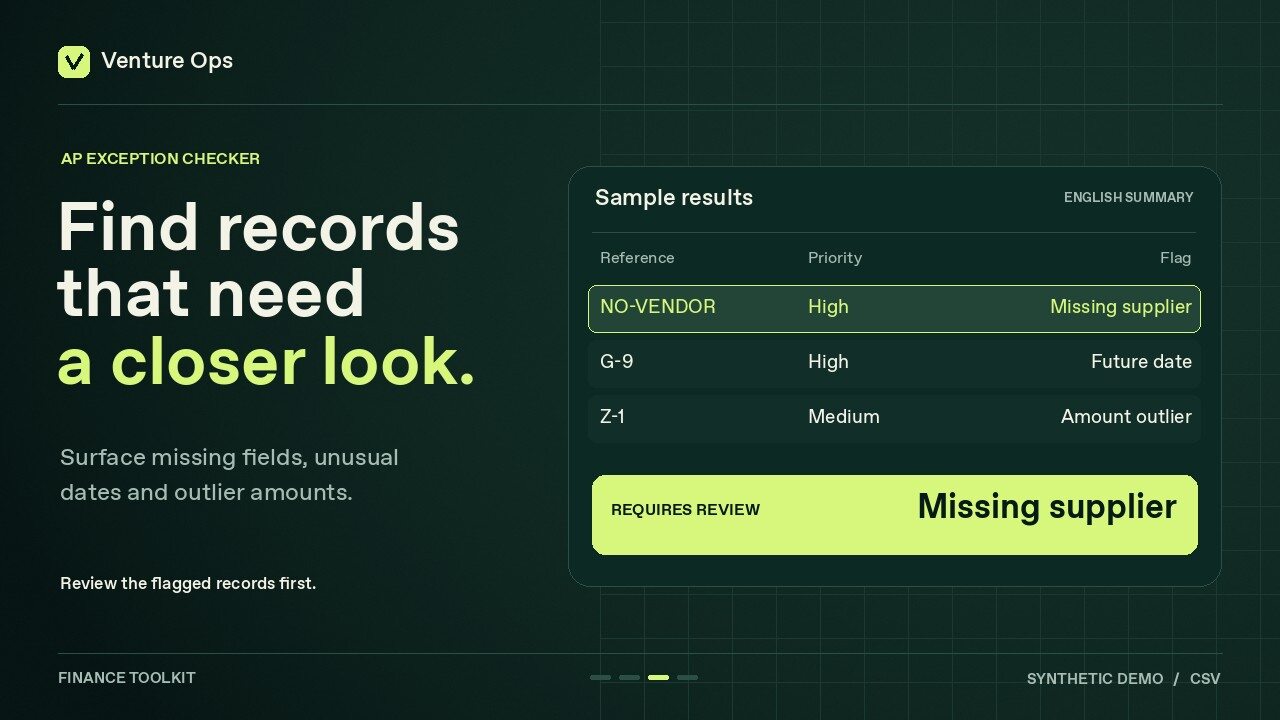 Venture Ops
AP EXCEPTION CHECKER
Find records
that need
a closer look.
Surface missing fields, unusual
dates and outlier amounts.
Review the flagged records first.
Sample results
ENGLISH SUMMARY
Reference Priority Flag
NO-VENDOR High Missing supplier
G-9 High Future date
Z-1 Medium Amount outlier
REQUIRES REVIEW Missing supplier
FINANCE TOOLKIT
SYNTHETIC DEMO / CSV